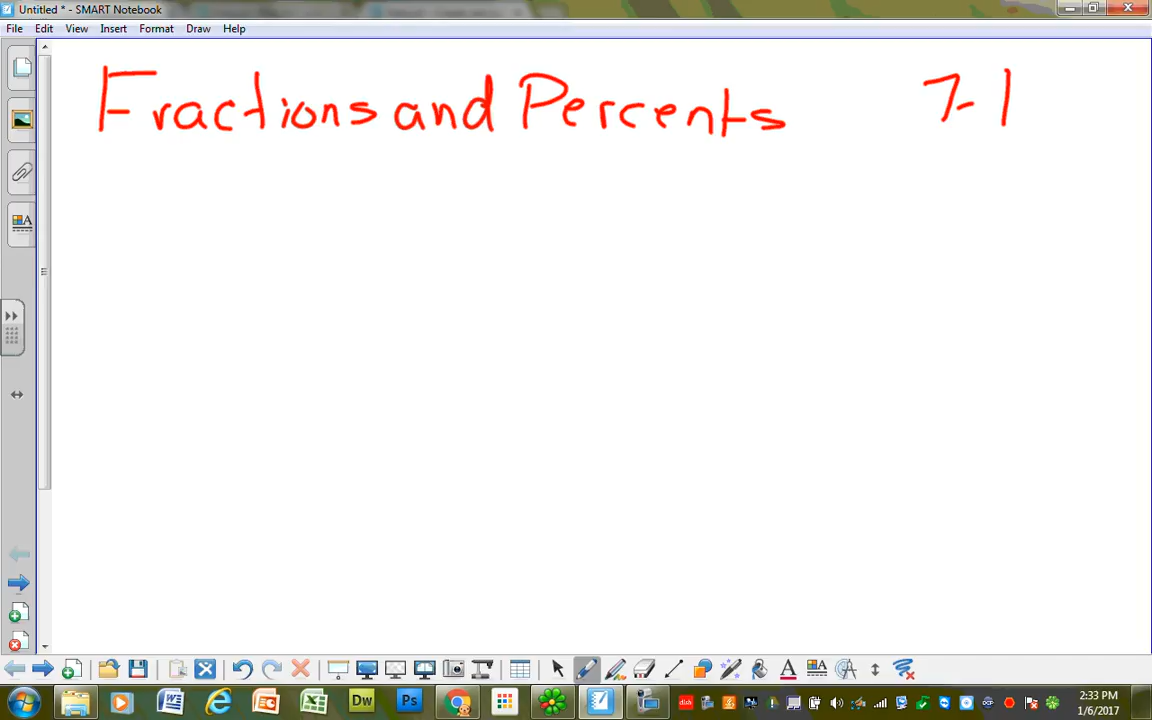 Untitled * - SMART Notebook
File Edit View Insert Format Draw Help
Fractions and Percents 7-1
2:33 PM
1/6/2017